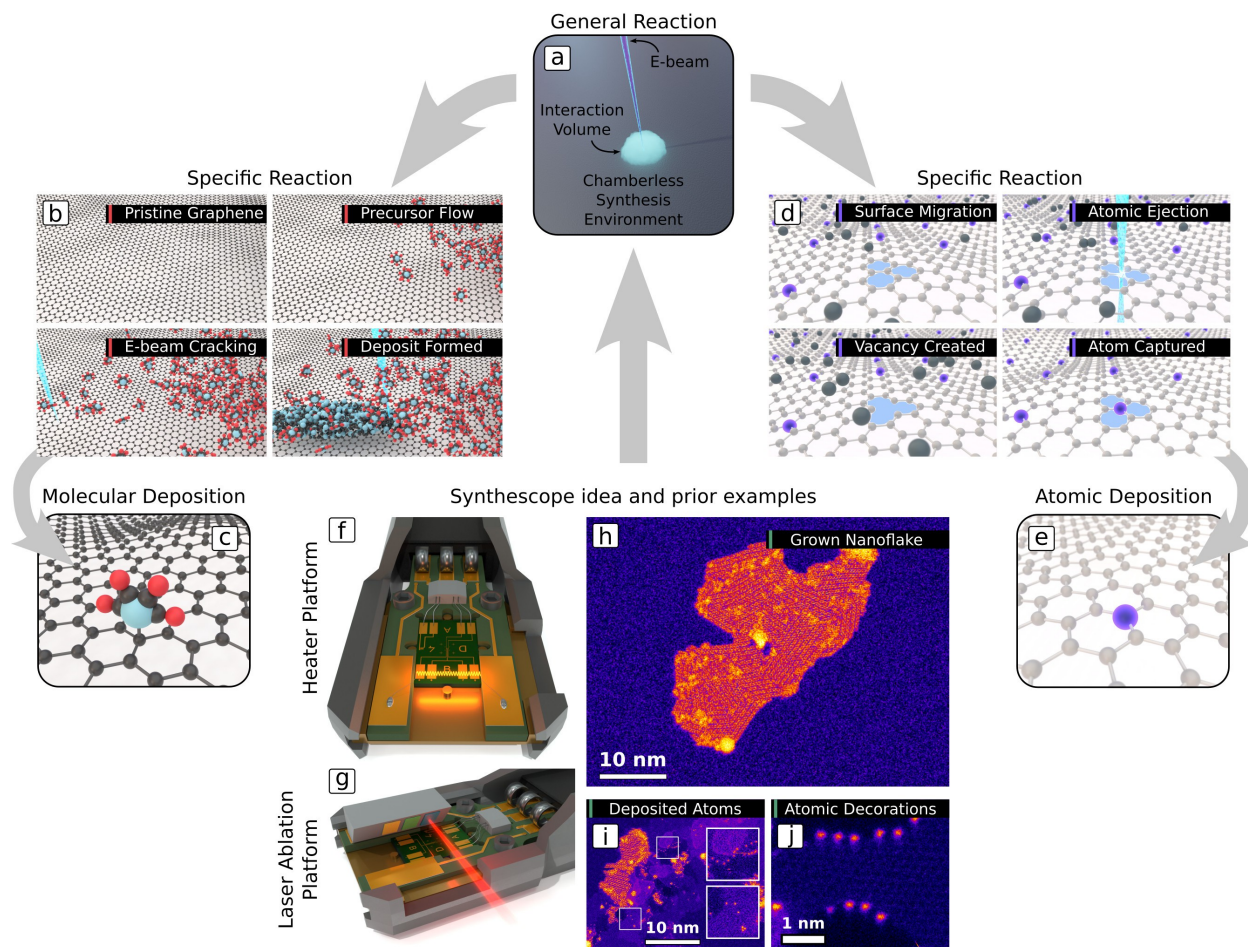 General Reaction
a
E-beam
Interaction
Volume
Chamberless
Synthesis
Environment
Specific Reaction
b
Pristine Graphene
Precursor Flow
E-beam Cracking
Deposit Formed
Specific Reaction
d
Surface Migration
Atomic Ejection
Vacancy Created
Atom Captured
Molecular Deposition
c
Synthescope idea and prior examples
Atomic Deposition
e
f
Heater Platform
h
Grown Nanoflake
10 nm
g
Laser Ablation
Platform
Deposited Atoms
i
10 nm
Atomic Decorations
j
1 nm